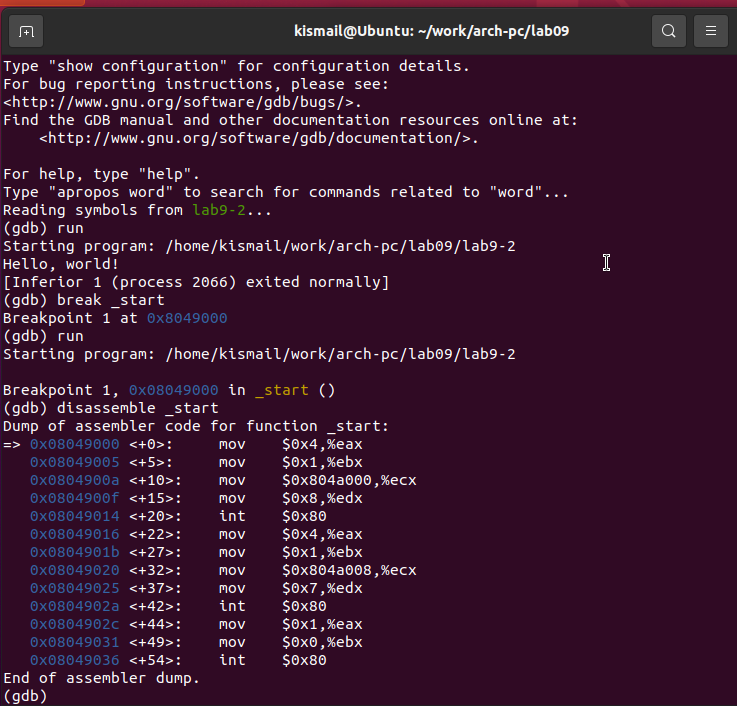 kismail@Ubuntu: ~/work/arch-pc/lab09
Type "show configuration" for configuration details.
For bug reporting instructions, please see:
<http://www.gnu.org/software/gdb/bugs/>.
Find the GDB manual and other documentation resources online at:
    <http://www.gnu.org/software/gdb/documentation/>.

For help, type "help".
Type "apropos word" to search for commands related to "word"...
Reading symbols from lab9-2...
(gdb) run
Starting program: /home/kismail/work/arch-pc/lab09/lab9-2
Hello, world!
[Inferior 1 (process 2066) exited normally]
(gdb) break _start
Breakpoint 1 at 0x8049000
(gdb) run
Starting program: /home/kismail/work/arch-pc/lab09/lab9-2

Breakpoint 1, 0x08049000 in _start ()
(gdb) disassemble _start
Dump of assembler code for function _start:
=> 0x08049000 <+0>:     mov    $0x4,%eax
   0x08049005 <+5>:     mov    $0x1,%ebx
   0x0804900a <+10>:    mov    $0x804a000,%ecx
   0x0804900f <+15>:    mov    $0x8,%edx
   0x08049014 <+20>:    int    $0x80
   0x08049016 <+22>:    mov    $0x4,%eax
   0x0804901b <+27>:    mov    $0x1,%ebx
   0x08049020 <+32>:    mov    $0x804a008,%ecx
   0x08049025 <+37>:    mov    $0x7,%edx
   0x0804902a <+42>:    int    $0x80
   0x0804902c <+44>:    mov    $0x1,%eax
   0x08049031 <+49>:    mov    $0x0,%ebx
   0x08049036 <+54>:    int    $0x80
End of assembler dump.
(gdb)